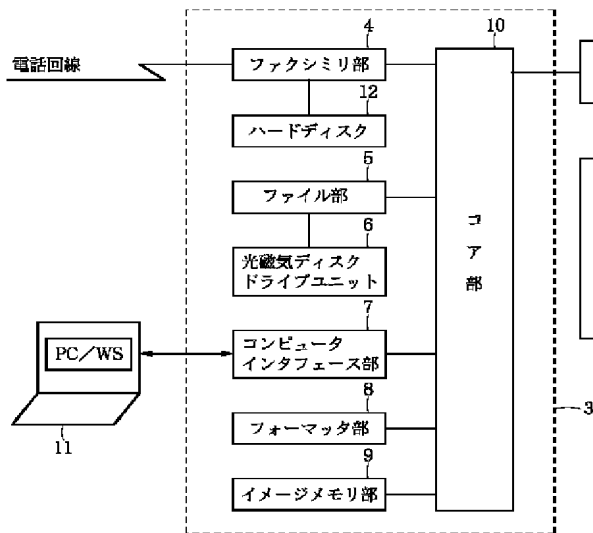 4
10
電話回線
ファクシミリ部
12
ハードディスク
5
ファイル部
6
光磁気ディスク
ドライブユニット
コア部
7
PC／WS
コンピュータ
インタフェース部
11
8
フォーマッタ部
3
9
イメージメモリ部